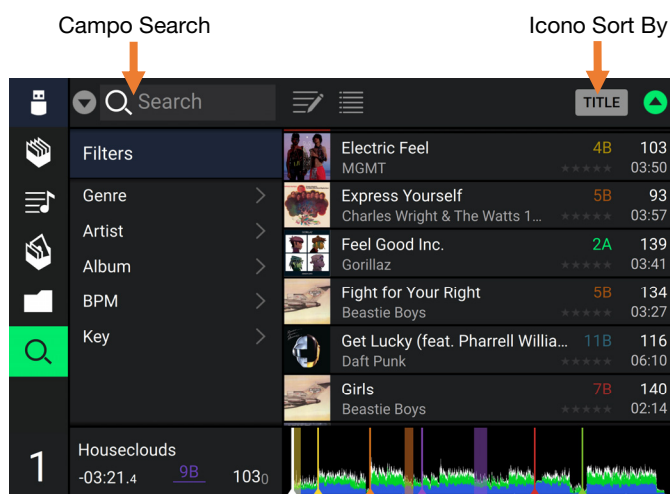 Campo Search
Icono Sort By
Search
TITLE
Filters
Genre
Artist
Album
BPM
Key
Electric Feel 4B 103
MGMT 03:50
Express Yourself 5B 93
Charles Wright & The Watts 1... 03:57
Feel Good Inc. 2A 139
Gorillaz 03:41
Fight for Your Right 5B 134
Beastie Boys 03:27
Get Lucky (feat. Pharrell Willia... 11B 116
Daft Punk 06:10
Girls 7B 140
Beastie Boys 02:14
1
Houseclouds
-03:21.4 9B 1030